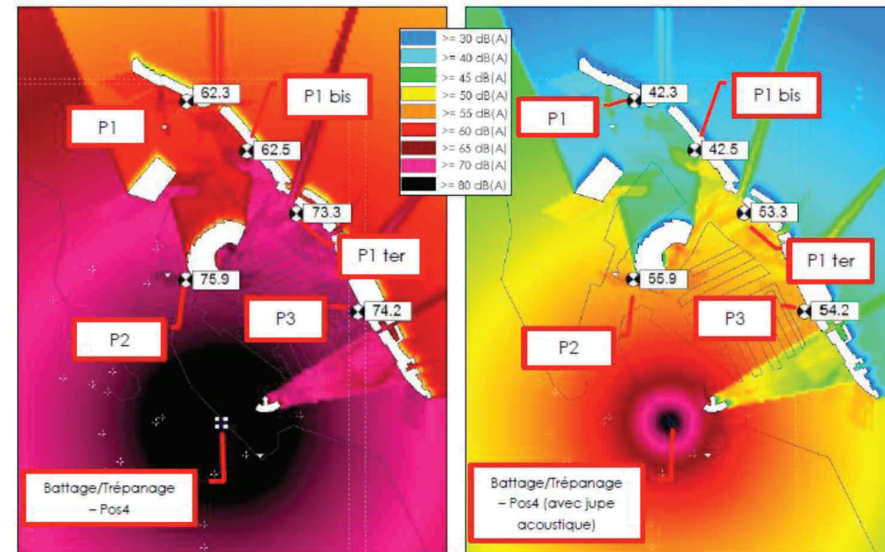 62.3
P1 bis
P1
62.5
73.3
P1 ter
75.9
P3
74.2
P2
Battage/Trépanage
– Pos4
>= 30 dB(A)
>= 40 dB(A)
>= 45 dB(A)
>= 50 dB(A)
>= 55 dB(A)
>= 60 dB(A)
>= 65 dB(A)
>= 70 dB(A)
>= 80 dB(A)
42.3
P1 bis
P1
42.5
53.3
P1 ter
55.9
P3
54.2
P2
Battage/Trépanage
– Pos4 (avec jupe
acoustique)